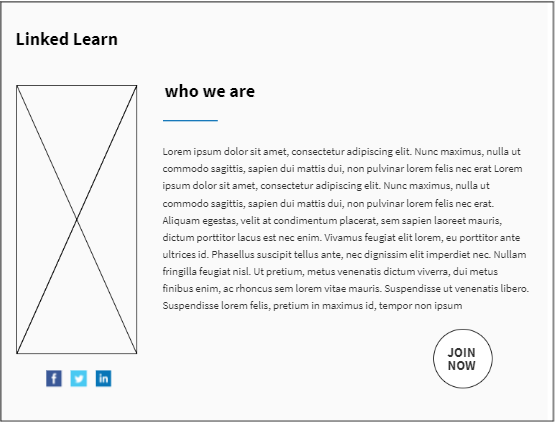 Linked Learn
who we are
Lorem ipsum dolor sit amet, consectetur adipiscing elit. Nunc maximus, nulla ut
commodo sagittis, sapien dui mattis dui, non pulvinar lorem felis nec erat Lorem
ipsum dolor sit amet, consectetur adipiscing elit. Nunc maximus, nulla ut
commodo sagittis, sapien dui mattis dui, non pulvinar lorem felis nec erat.
Aliquam egestas, velit at condimentum placerat, sem sapien laoreet mauris,
dictum porttitor lacus est nec enim. Vivamus feugiat elit lorem, eu porttitor ante
ultrices id. Phasellus suscipit tellus ante, nec dignissim elit imperdiet nec. Nullam
fringilla feugiat nisl. Ut pretium, metus venenatis dictum viverra, dui metus
finibus enim, ac rhoncus sem lorem vitae mauris. Suspendisse ut venenatis libero.
Suspendisse lorem felis, pretium in maximus id, tempor non ipsum
JOIN
NOW
f
in